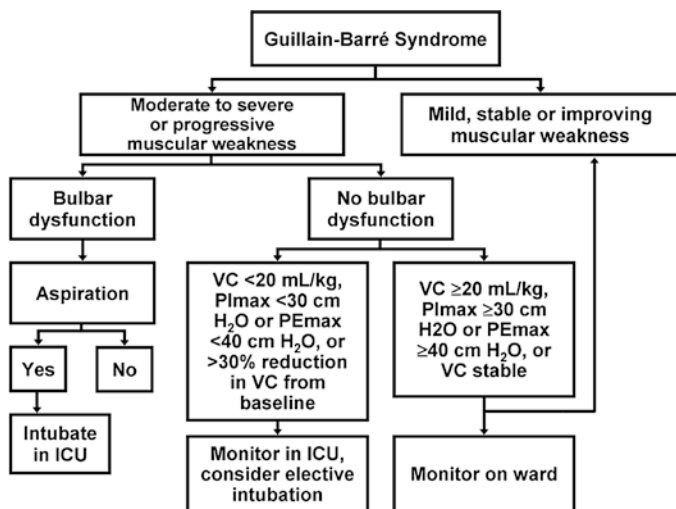 Guillain-Barré Syndrome
Moderate to severe
or progressive
muscular weakness
Mild, stable or improving
muscular weakness
Bulbar
dysfunction
No bulbar
dysfunction
Aspiration
VC <20 mL/kg,
PImax <30 cm
H₂O or PEmax
<40 cm H₂O, or
>30% reduction
in VC from
baseline
VC ≥20 mL/kg,
PImax ≥30 cm
H2O or PEmax
≥40 cm H₂O, or
VC stable
Yes
No
Intubate
in ICU
Monitor in ICU,
consider elective
intubation
Monitor on ward